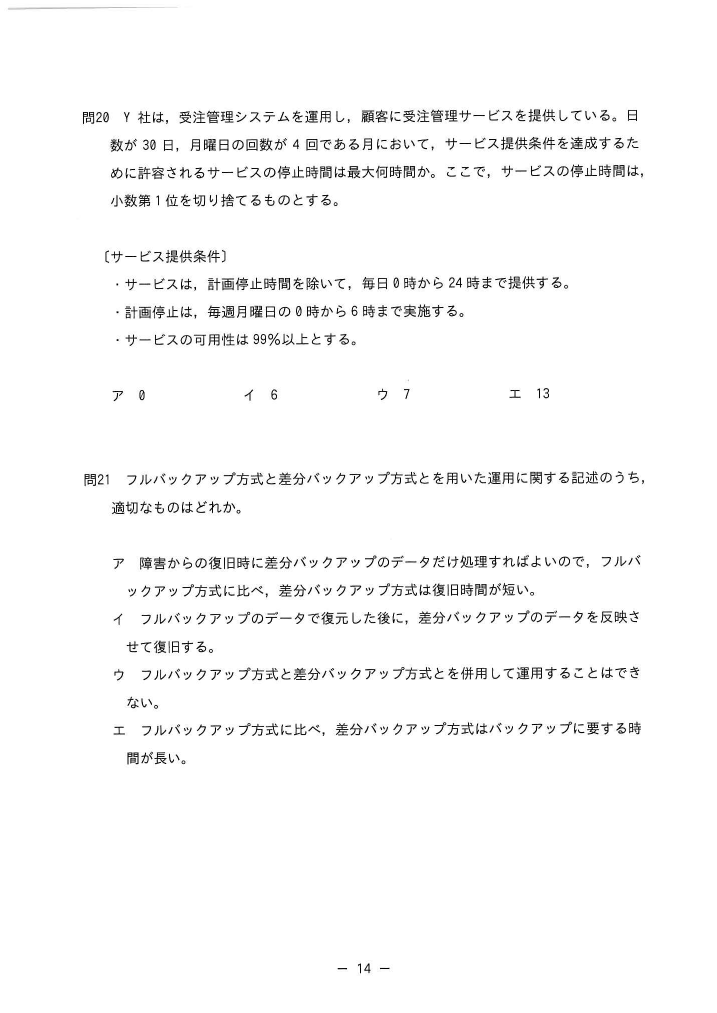 問20 Y 社は，受注管理システムを運用し，顧客に受注管理サービスを提供している。日
数が 30 日，月曜日の回数が 4 回である月において，サービス提供条件を達成するた
めに許容されるサービスの停止時間は最大何時間か。ここで，サービスの停止時間は，
小数第 1 位を切り捨てるものとする。
〔サービス提供条件〕
・サービスは，計画停止時間を除いて，毎日 0 時から 24 時まで提供する。
・計画停止は，毎週月曜日の 0 時から 6 時まで実施する。
・サービスの可用性は 99％以上とする。
ア 0 イ 6 ウ 7 エ 13
問21 フルバックアップ方式と差分バックアップ方式とを用いた運用に関する記述のうち，
適切なものはどれか。
ア 障害からの復旧時に差分バックアップのデータだけ処理すればよいので，フルバ
ックアップ方式に比べ，差分バックアップ方式は復旧時間が短い。
イ フルバックアップのデータで復元した後に，差分バックアップのデータを反映さ
せて復旧する。
ウ フルバックアップ方式と差分バックアップ方式とを併用して運用することはでき
ない。
エ フルバックアップ方式に比べ，差分バックアップ方式はバックアップに要する時
間が長い。
－ 14 －